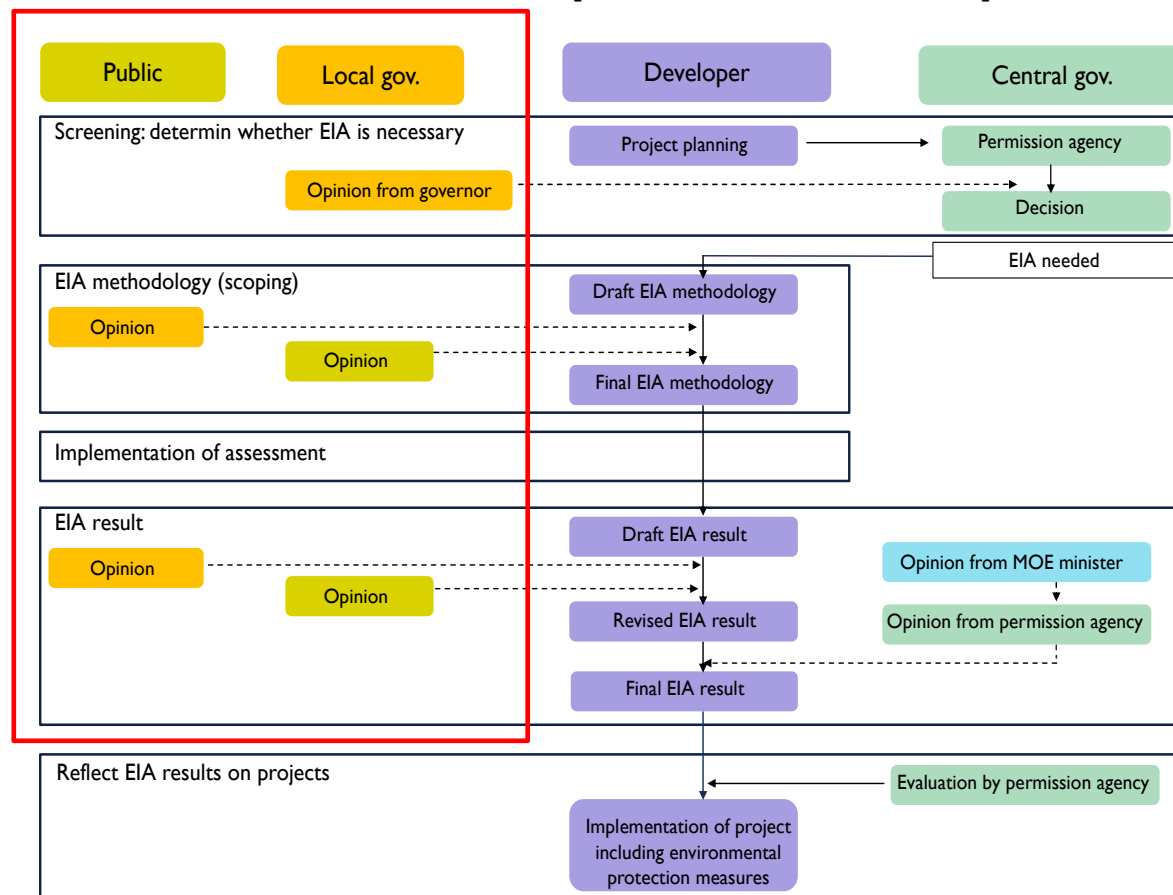 Public
Local gov.
Developer
Central gov.
Screening: determin whether EIA is necessary
Project planning
Permission agency
Opinion from governor
Decision
EIA needed
EIA methodology (scoping)
Draft EIA methodology
Opinion
Opinion
Final EIA methodology
Implementation of assessment
EIA result
Draft EIA result
Opinion
Opinion from MOE minister
Opinion
Revised EIA result
Opinion from permission agency
Final EIA result
Reflect EIA results on projects
Evaluation by permission agency
Implementation of project
including environmental
protection measures